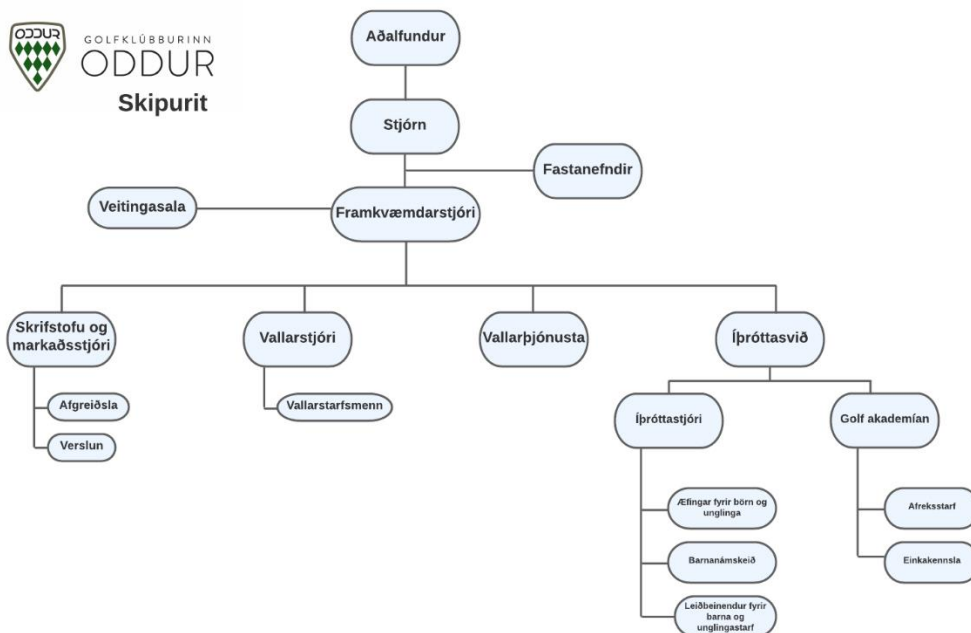 ODDUR
GOLFKLÚBBURINN
ODDUR
Skipurit
Aðalfundur
Stjórn
Fastanefndir
Veitingasala
Framkvæmdarstjóri
Skrifstofu og
markaðsstjóri
Vallarstjóri
Vallarþjónusta
Íþróttasvið
Afgreiðsla
Verslun
Vallarstarfsmenn
Íþróttastjóri
Golf akademían
Æfingar fyrir börn og
unglinga
Barnanámskeið
Leiðbeinendur fyrir
barna og
unglingastarf
Afreksstarf
Einkakennsla